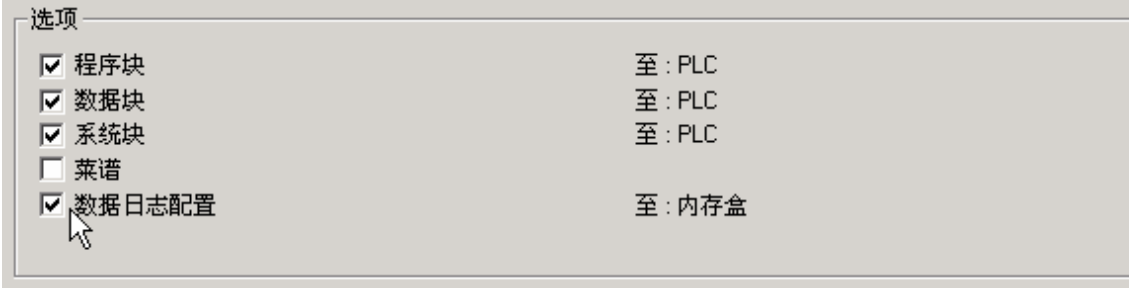 选项
程序块 至 : PLC
数据块 至 : PLC
系统块 至 : PLC
菜谱
数据日志配置 至 : 内存盒